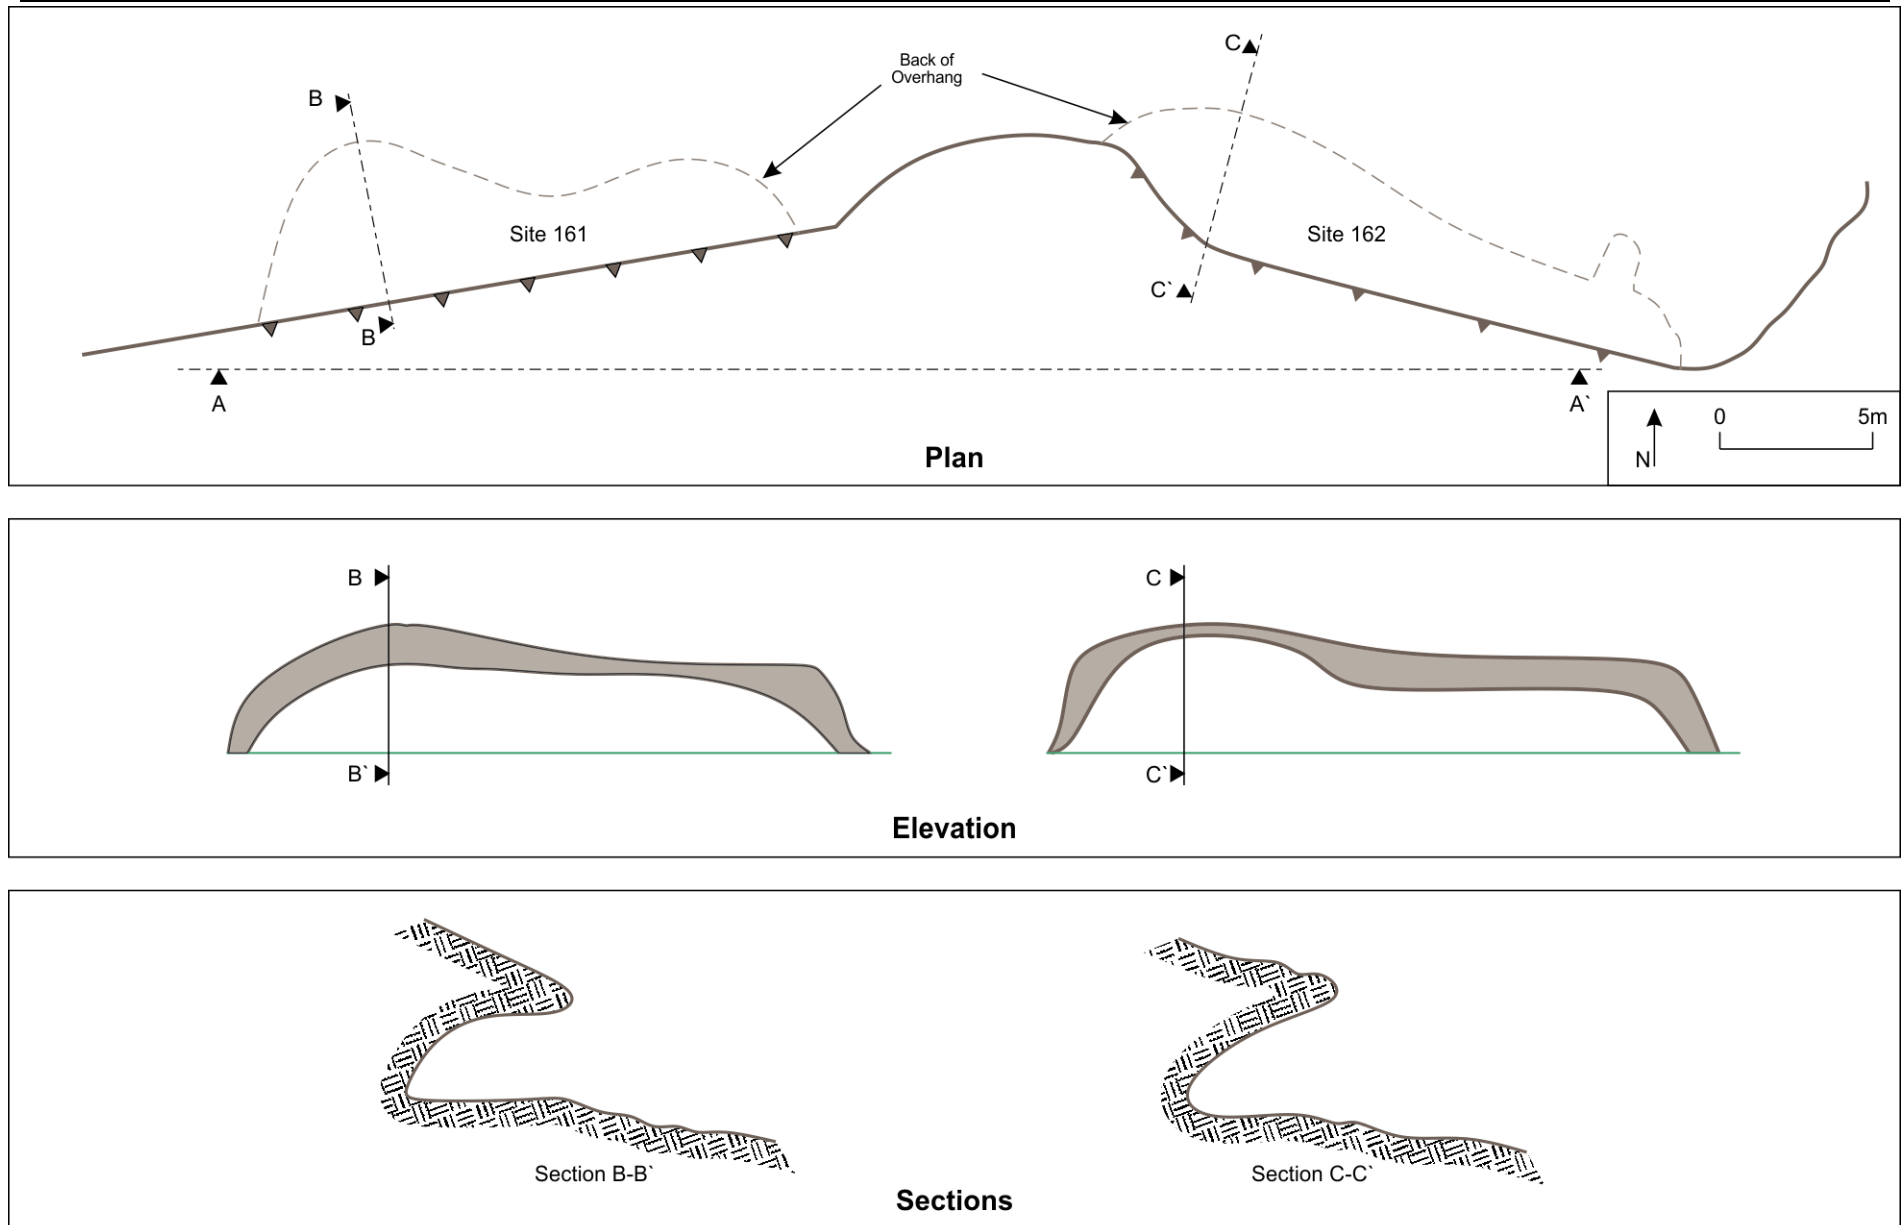 C
Back of
Overhang
B
Site 161
Site 162
C`
B
A
A`
0 5m
N
Plan
B
C
B`
C`
Elevation
Section B-B`
Section C-C`
Sections